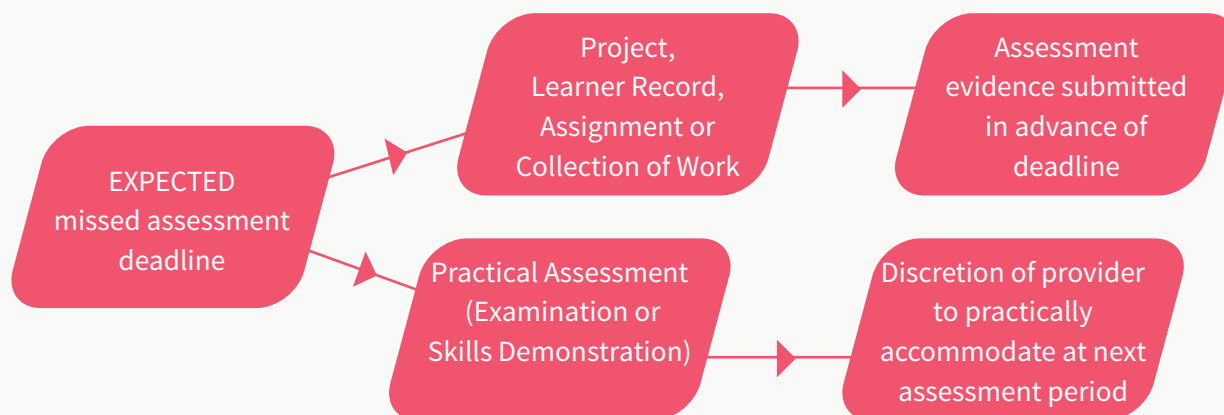 EXPECTED
missed assessment
deadline
Project,
Learner Record,
Assignment or
Collection of Work
Assessment
evidence submitted
in advance of
deadline
Practical Assessment
(Examination or
Skills Demonstration)
Discretion of provider
to practically
accommodate at next
assessment period